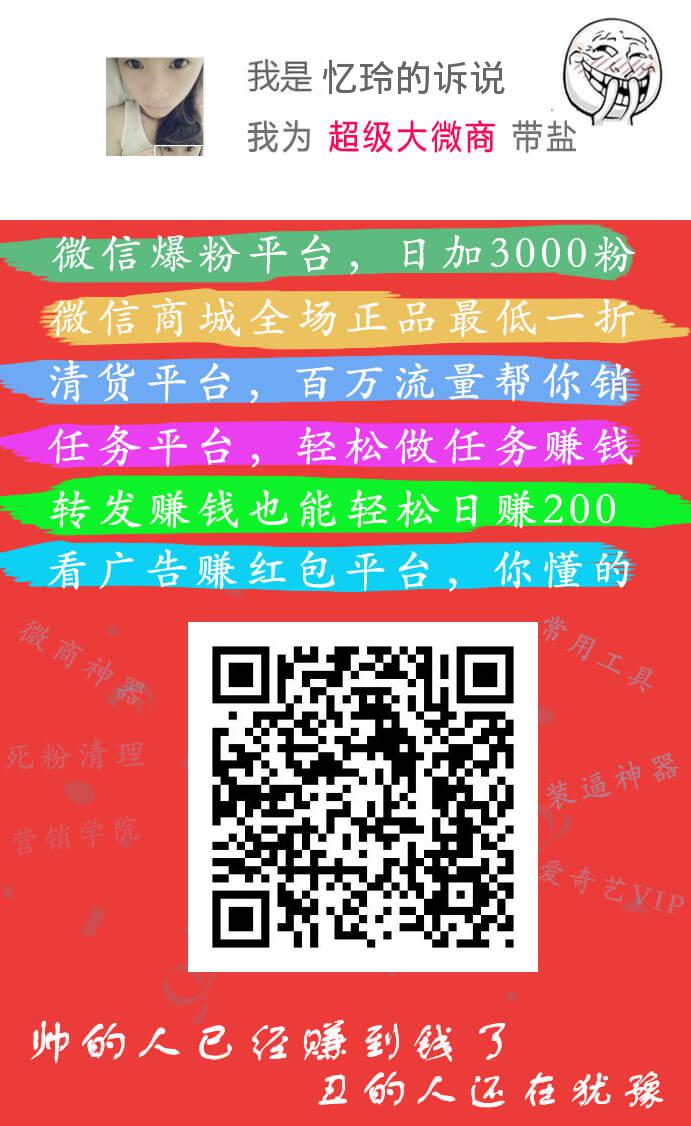 我是 忆玲的诉说
我为 超级大微商 带盐
微信爆粉平台，日加3000粉
微信商城全场正品最低一折
清货平台，百万流量帮你销
任务平台，轻松做任务赚钱
转发赚钱也能轻松日赚200
看广告赚红包平台，你懂的
微商神器
常用工具
死粉清理
装逼神器
营销学院
爱奇艺VIP
帅的人已经赚到钱了
丑的人还在犹豫